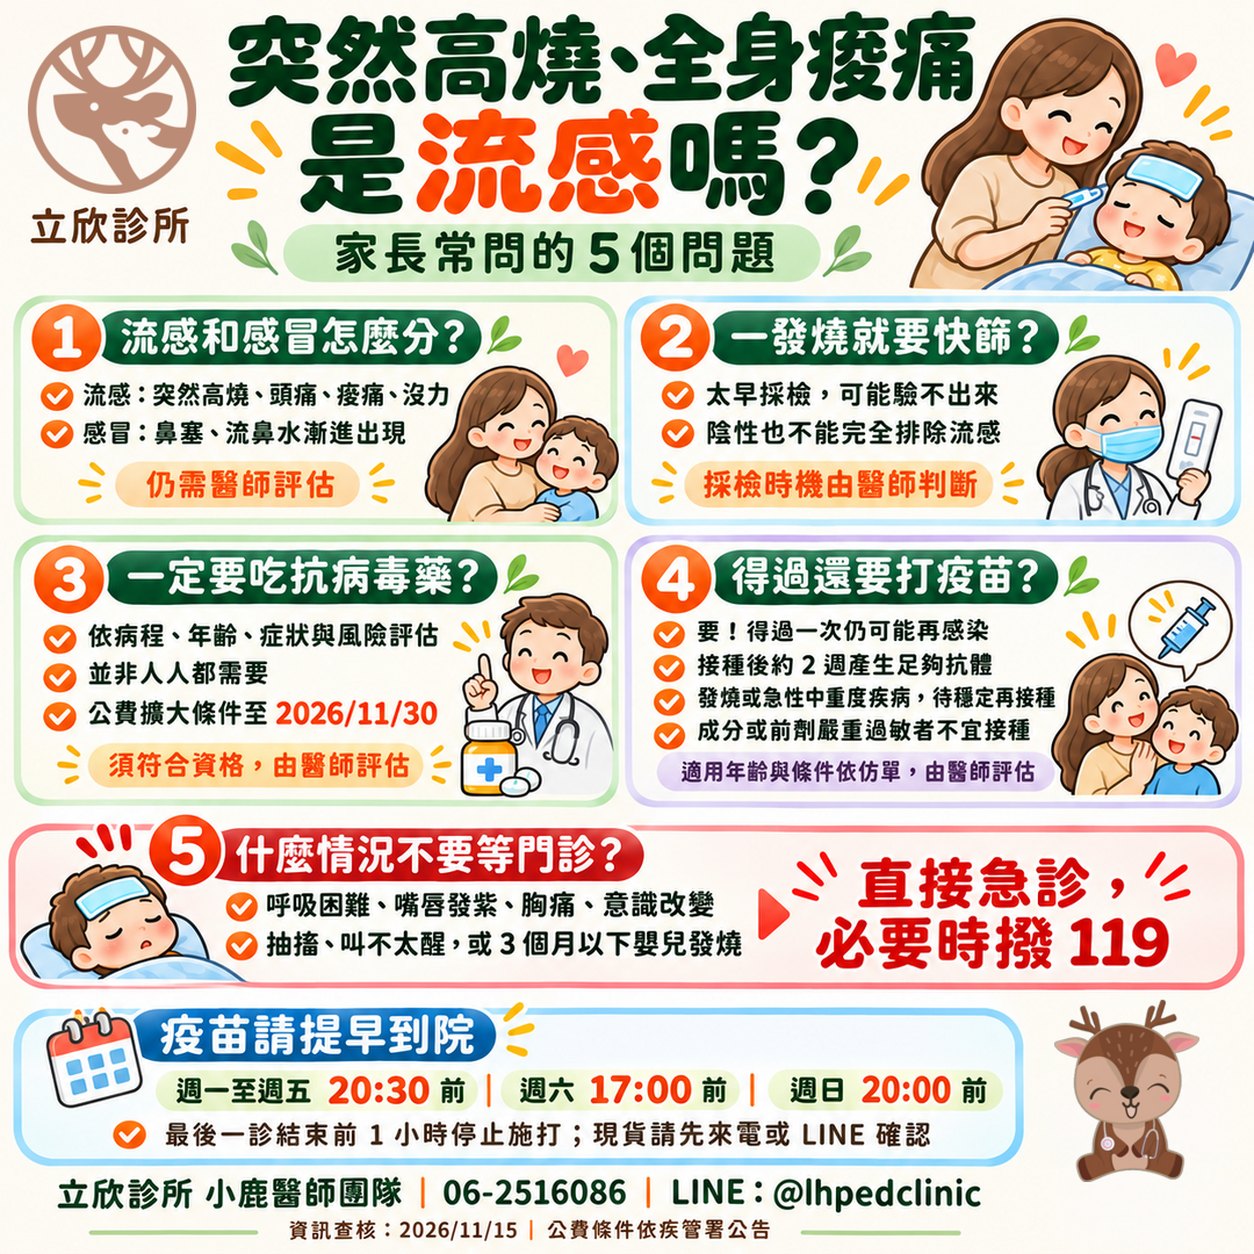 立欣診所
突然高燒、全身痠痛
是流感嗎？
家長常問的 5 個問題
1 流感和感冒怎麼分？
流感：突然高燒、頭痛、痠痛、沒力
感冒：鼻塞、流鼻水漸進出現
仍需醫師評估
2 一發燒就要快篩？
太早採檢，可能驗不出來
陰性也不能完全排除流感
採檢時機由醫師判斷
3 一定要吃抗病毒藥？
依病程、年齡、症狀與風險評估
並非人人都需要
公費擴大條件至 2026/11/30
須符合資格，由醫師評估
4 得過還要打疫苗？
要！得過一次仍可能再感染
接種後約 2 週產生足夠抗體
發燒或急性中重度疾病，待穩定再接種
成分或前劑嚴重過敏者不宜接種
適用年齡與條件依仿單，由醫師評估
5 什麼情況不要等門診？
呼吸困難、嘴唇發紫、胸痛、意識改變
抽搐、叫不太醒，或 3 個月以下嬰兒發燒
直接急診，
必要時撥 119
疫苗請提早到院
週一至週五 20:30 前 | 週六 17:00 前 | 週日 20:00 前
最後一診結束前 1 小時停止施打；現貨請先來電或 LINE 確認
立欣診所 小鹿醫師團隊 | 06-2516086 | LINE：@lhpedclinic
資訊查核：2026/11/15 | 公費條件依疾管署公告